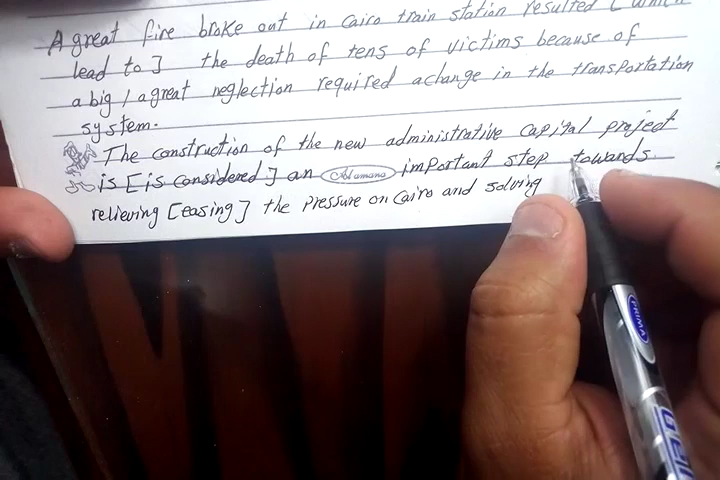 A great fire broke out in Cairo train station resulted [ which
lead to ] the death of tens of victims because of
a big / a great neglection required a change in the transportation
system.
The construction of the new administrative capital project
is [ is considered ] an important step towards
relieving [ easing ] the pressure on Cairo and solving
PRIMA